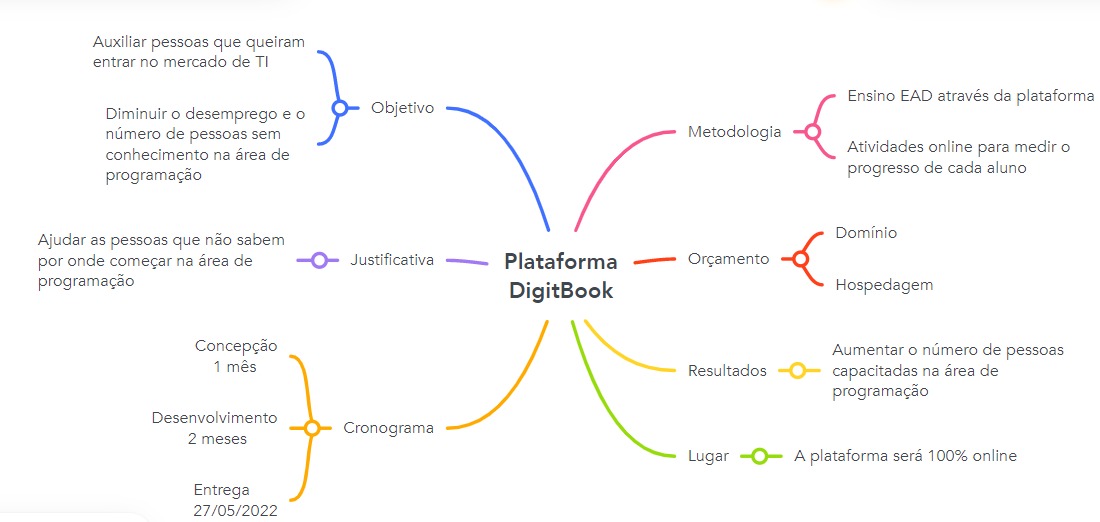 Plataforma
DigitBook
Objetivo
Auxiliar pessoas que queiram
entrar no mercado de TI
Diminuir o desemprego e o
número de pessoas sem
conhecimento na área de
programação
Justificativa
Ajudar as pessoas que não sabem
por onde começar na área de
programação
Cronograma
Concepção
1 mês
Desenvolvimento
2 meses
Entrega
27/05/2022
Metodologia
Ensino EAD através da plataforma
Atividades online para medir o
progresso de cada aluno
Orçamento
Domínio
Hospedagem
Resultados
Aumentar o número de pessoas
capacitadas na área de
programação
Lugar
A plataforma será 100% online